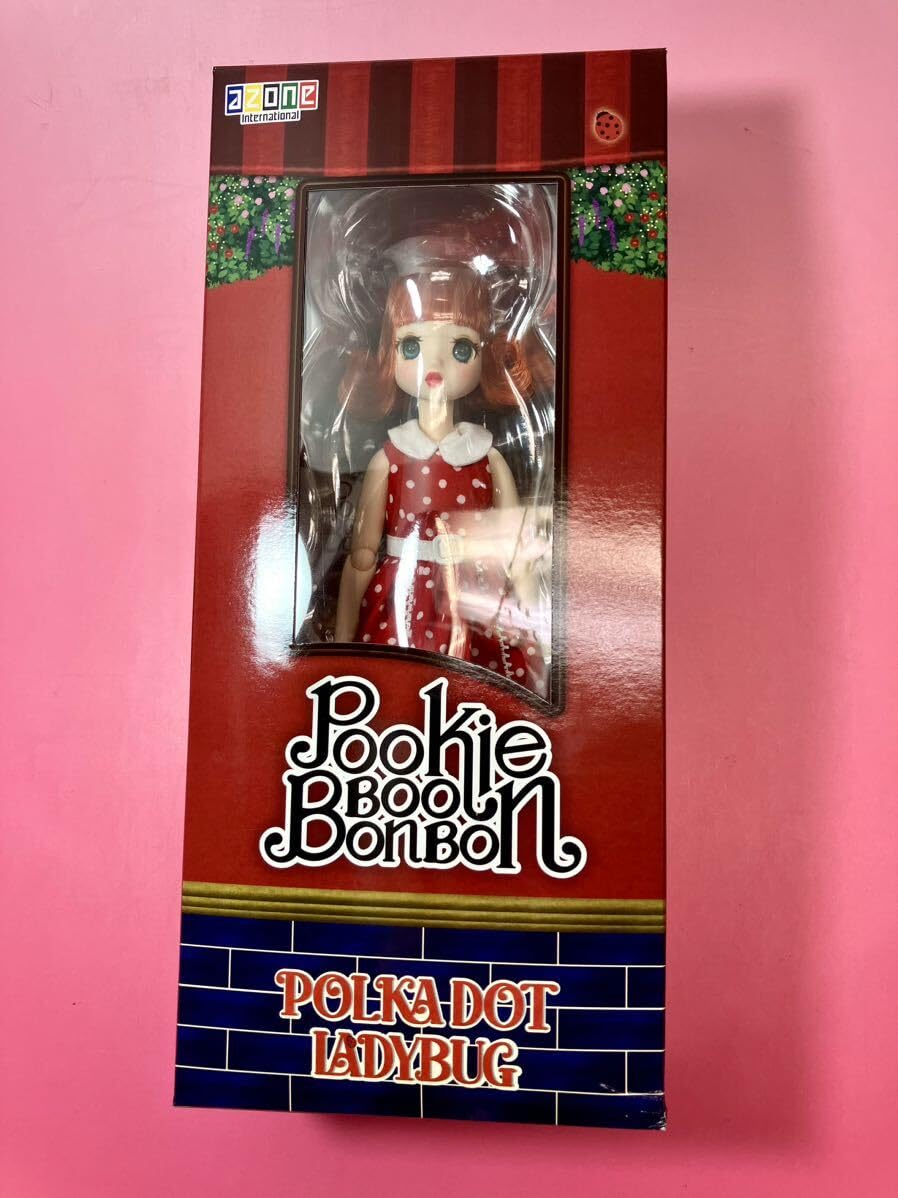 azone
International
Pookie
BOO
BonBon
POLKA DOT
LADYBUG